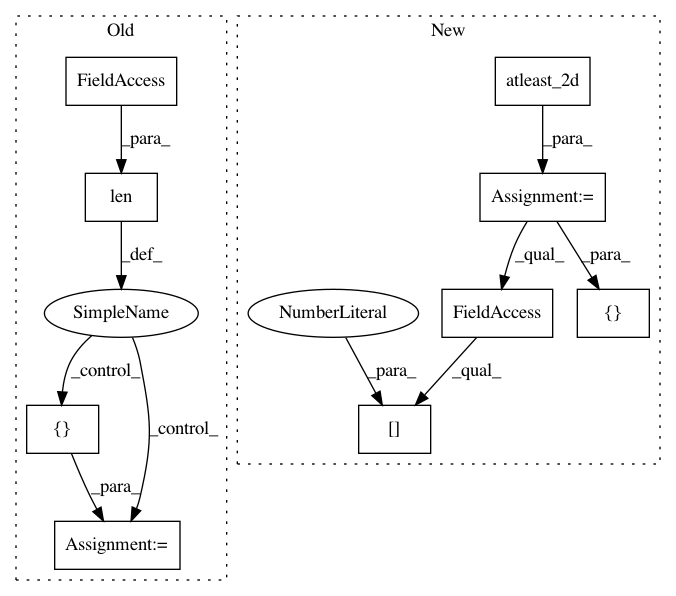 Old
New
FieldAccess
atleast_2d
_para_
_para_
len
Assignment:=
_def_
_qual_
_para_
SimpleName
NumberLiteral
FieldAccess
{}
_control_
_para_
_qual_
_control_
{}
[]
_para_
Assignment:=